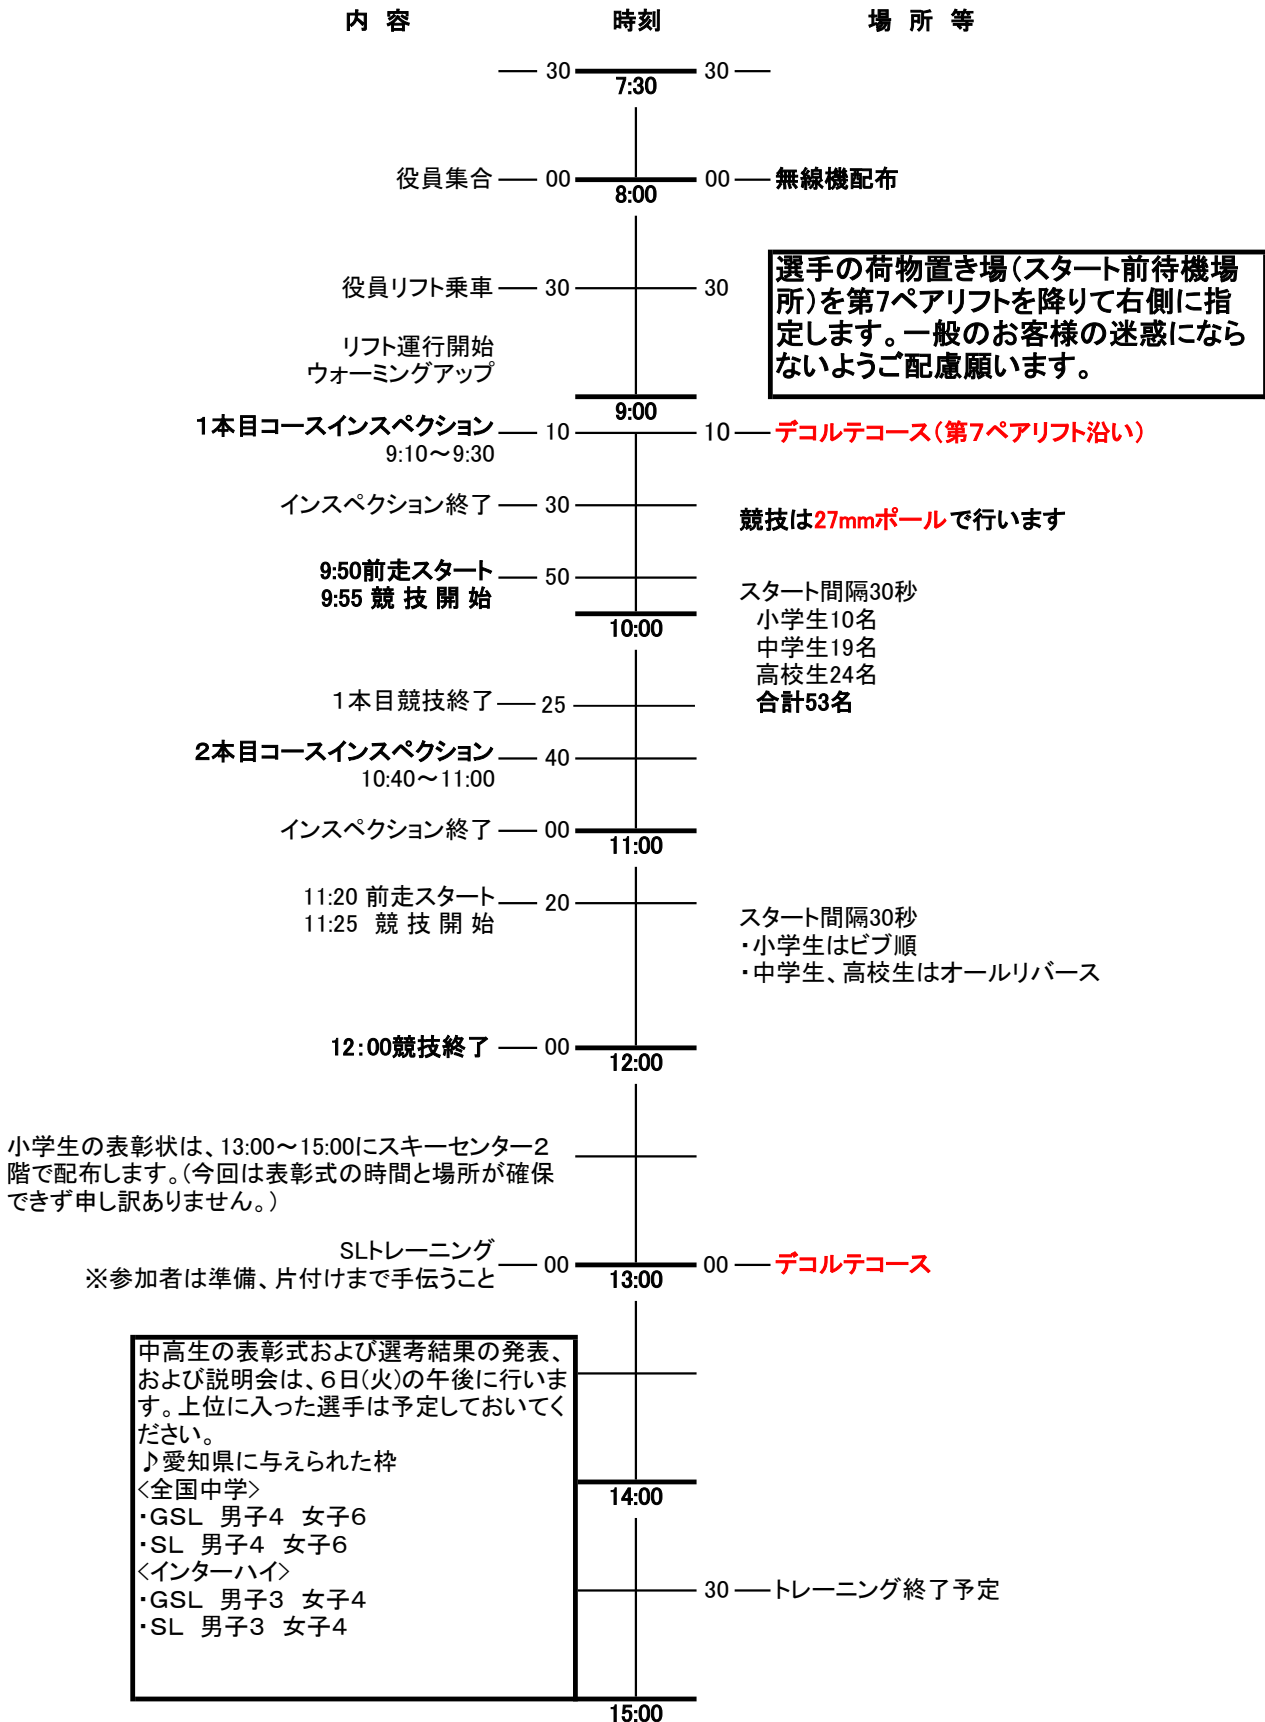 内 容 時刻 場 所 等
30 30
7:30
役員集合 00 00 無線機配布
8:00
選手の荷物置き場（スタート前待機場
所）を第7ペアリフトを降りて右側に指
定します。一般のお客様の迷惑になら
ないようご配慮願います。
役員リフト乗車 30 30
リフト運行開始
ウォーミングアップ
9:00
1本目コースインスペクション 10 10 デコルテコース（第7ペアリフト沿い）
9:10～9:30
インスペクション終了 30
競技は27mmポールで行います
9:50前走スタート 50
9:55 競 技 開 始
スタート間隔30秒
小学生10名
中学生19名
高校生24名
合計53名
10:00
1本目競技終了 25
2本目コースインスペクション 40
10:40～11:00
インスペクション終了 00
11:00
11:20 前走スタート 20
11:25 競 技 開 始
スタート間隔30秒
・小学生はビブ順
・中学生、高校生はオールリバース
12：00競技終了 00
12:00
小学生の表彰状は、13:00～15:00にスキーセンター2
階で配布します。（今回は表彰式の時間と場所が確保
できず申し訳ありません。）
SLトレーニング 00 00 デコルテコース
※参加者は準備、片付けまで手伝うこと
13:00
中高生の表彰式および選考結果の発表、
および説明会は、６日(火)の午後に行いま
す。上位に入った選手は予定しておいてく
ださい。
♪愛知県に与えられた枠
<全国中学>
・GSL 男子4 女子6
・SL 男子4 女子6
<インターハイ>
・GSL 男子3 女子4
・SL 男子3 女子4
14:00
30 トレーニング終了予定
15:00